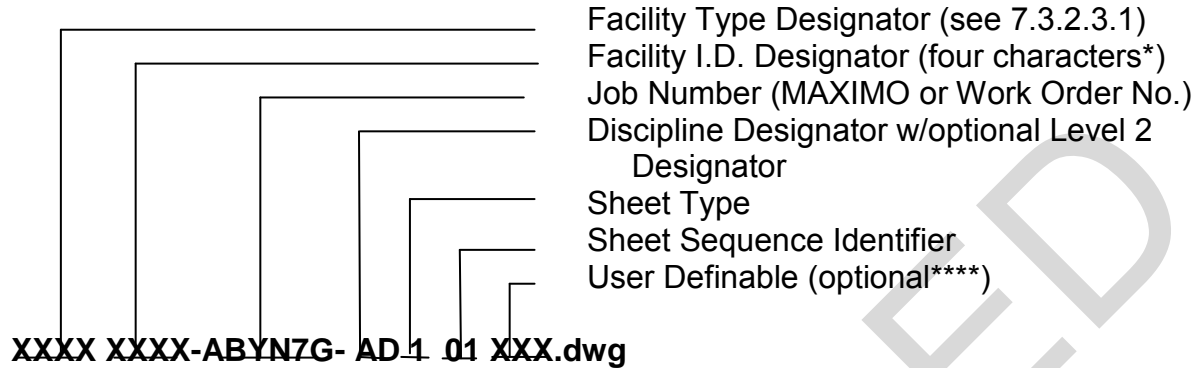 Facility Type Designator (see 7.3.2.3.1)
Facility I.D. Designator (four characters*)
Job Number (MAXIMO or Work Order No.)
Discipline Designator w/optional Level 2
Designator
Sheet Type
Sheet Sequence Identifier
User Definable (optional****)
XXXX XXXX-ABYN7G- AD 1 01 XXX.dwg
ED